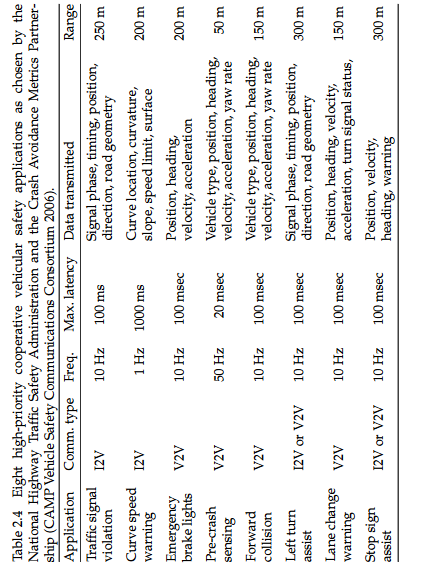 Table 2.4 Eight high-priority cooperative vehicular safety applications as chosen by the
National Highway Traffic Safety Administration and the Crash Avoidance Metrics Partner-
ship (CAMP Vehicle Safety Communications Consortium 2006).
Application Comm. type Freq. Max. latency Data transmitted Range
Traffic signal I2V 10 Hz 100 ms Signal phase, timing, position, 250 m
violation direction, road geometry
Curve speed I2V 1 Hz 1000 ms Curve location, curvature, 200 m
warning slope, speed limit, surface
Emergency V2V 10 Hz 100 msec Position, heading, 200 m
brake lights velocity, acceleration
Pre-crash V2V 50 Hz 20 msec Vehicle type, position, heading, 50 m
sensing velocity, acceleration, yaw rate
Forward V2V 10 Hz 100 msec Vehicle type, position, heading, 150 m
collision velocity, acceleration, yaw rate
Left turn I2V or V2V 10 Hz 100 msec Signal phase, timing, position, 300 m
assist direction, road geometry
Lane change V2V 10 Hz 100 msec Position, heading, velocity, 150 m
warning acceleration, turn signal status,
Stop sign I2V or V2V 10 Hz 100 msec Position, velocity, 300 m
assist heading, warning